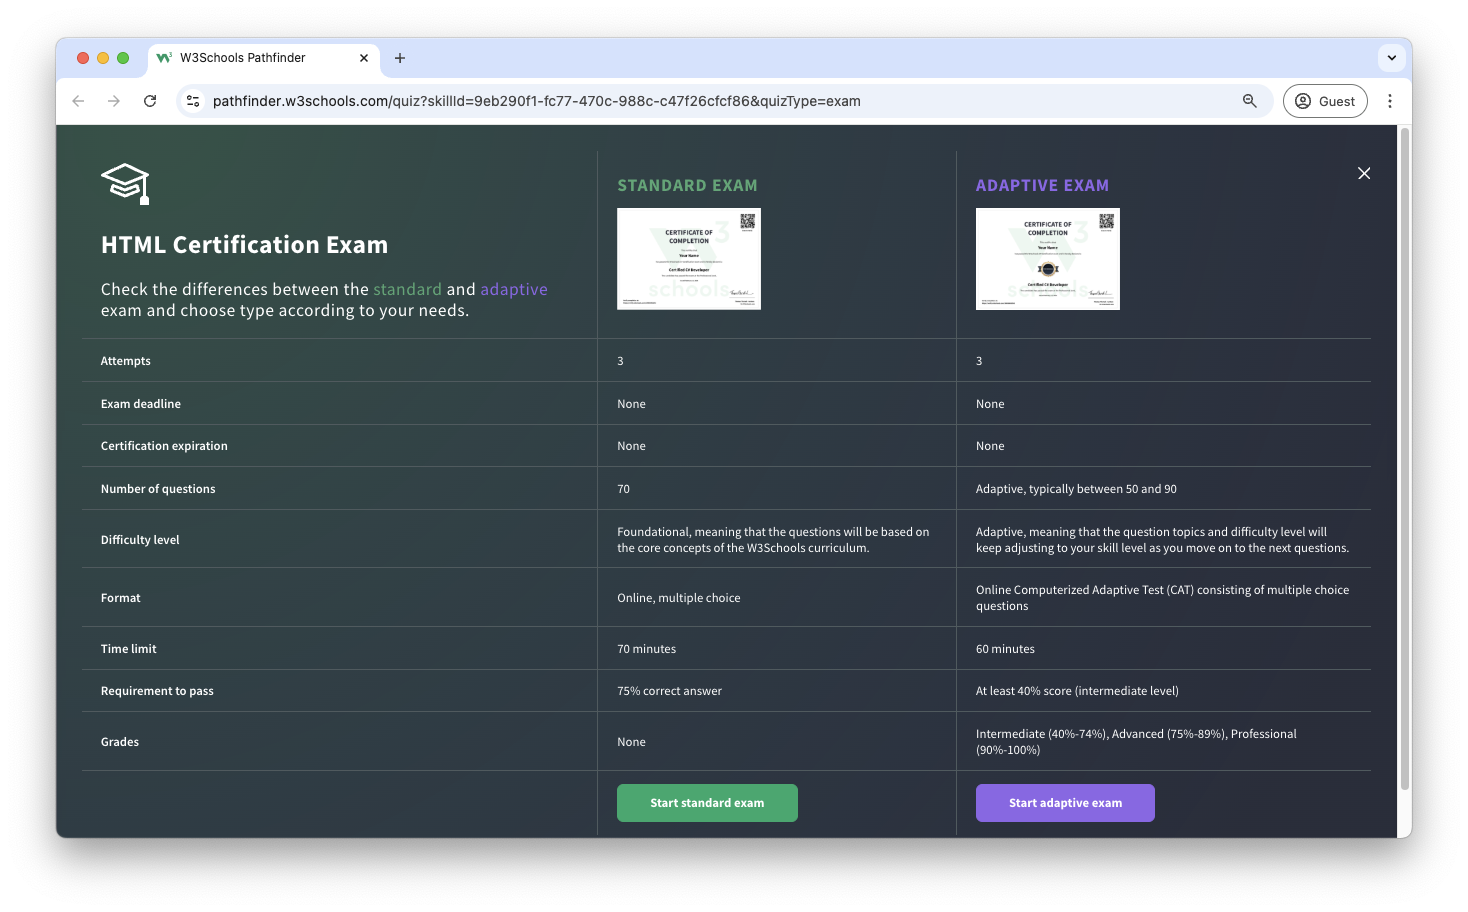 W3Schools Pathfinder
pathfinder.w3schools.com/quiz?skillId=9eb290f1-fc77-470c-988c-c47f26cfcf86&quizType=exam
Guest
HTML Certification Exam
Check the differences between the standard and adaptive
exam and choose type according to your needs.
STANDARD EXAM
CERTIFICATE OF
COMPLETION
Your Name
Certified C# Developer
schools
ADAPTIVE EXAM
CERTIFICATE OF
COMPLETION
Your Name
Certified C# Developer
Attempts
3
3
Exam deadline
None
None
Certification expiration
None
None
Number of questions
70
Adaptive, typically between 50 and 90
Difficulty level
Foundational, meaning that the questions will be based on
the core concepts of the W3Schools curriculum.
Adaptive, meaning that the question topics and difficulty level will
keep adjusting to your skill level as you move on to the next questions.
Format
Online, multiple choice
Online Computerized Adaptive Test (CAT) consisting of multiple choice
questions
Time limit
70 minutes
60 minutes
Requirement to pass
75% correct answer
At least 40% score (intermediate level)
Grades
None
Intermediate (40%-74%), Advanced (75%-89%), Professional
(90%-100%)
Start standard exam
Start adaptive exam